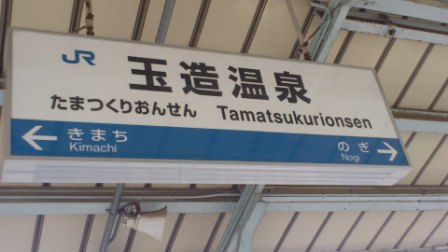 JR
玉造温泉
たまつくりおんせん Tamatsukurionsen
きまち のぎ
Kimachi Nogi